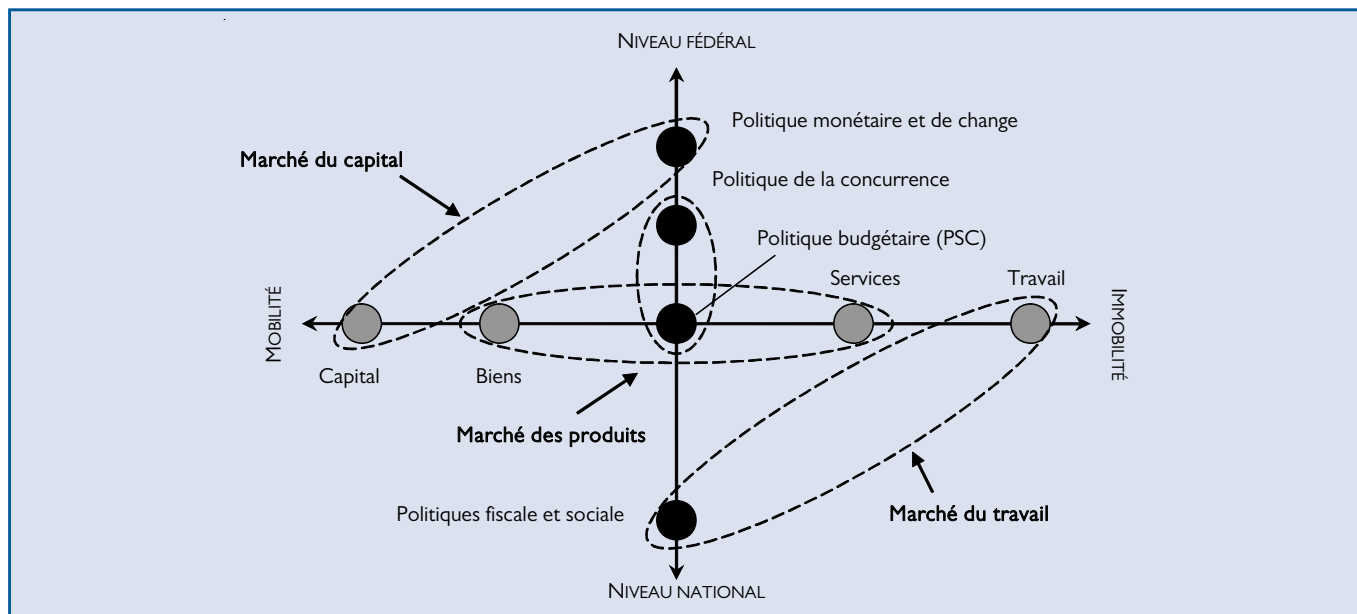 NIVEAU FÉDÉRAL
Politique monétaire et de change
Marché du capital
Politique de la concurrence
Politique budgétaire (PSC)
Services
Travail
MOBILITÉ
IMMOBILITÉ
Capital
Biens
Marché des produits
Politiques fiscale et sociale
Marché du travail
NIVEAU NATIONAL